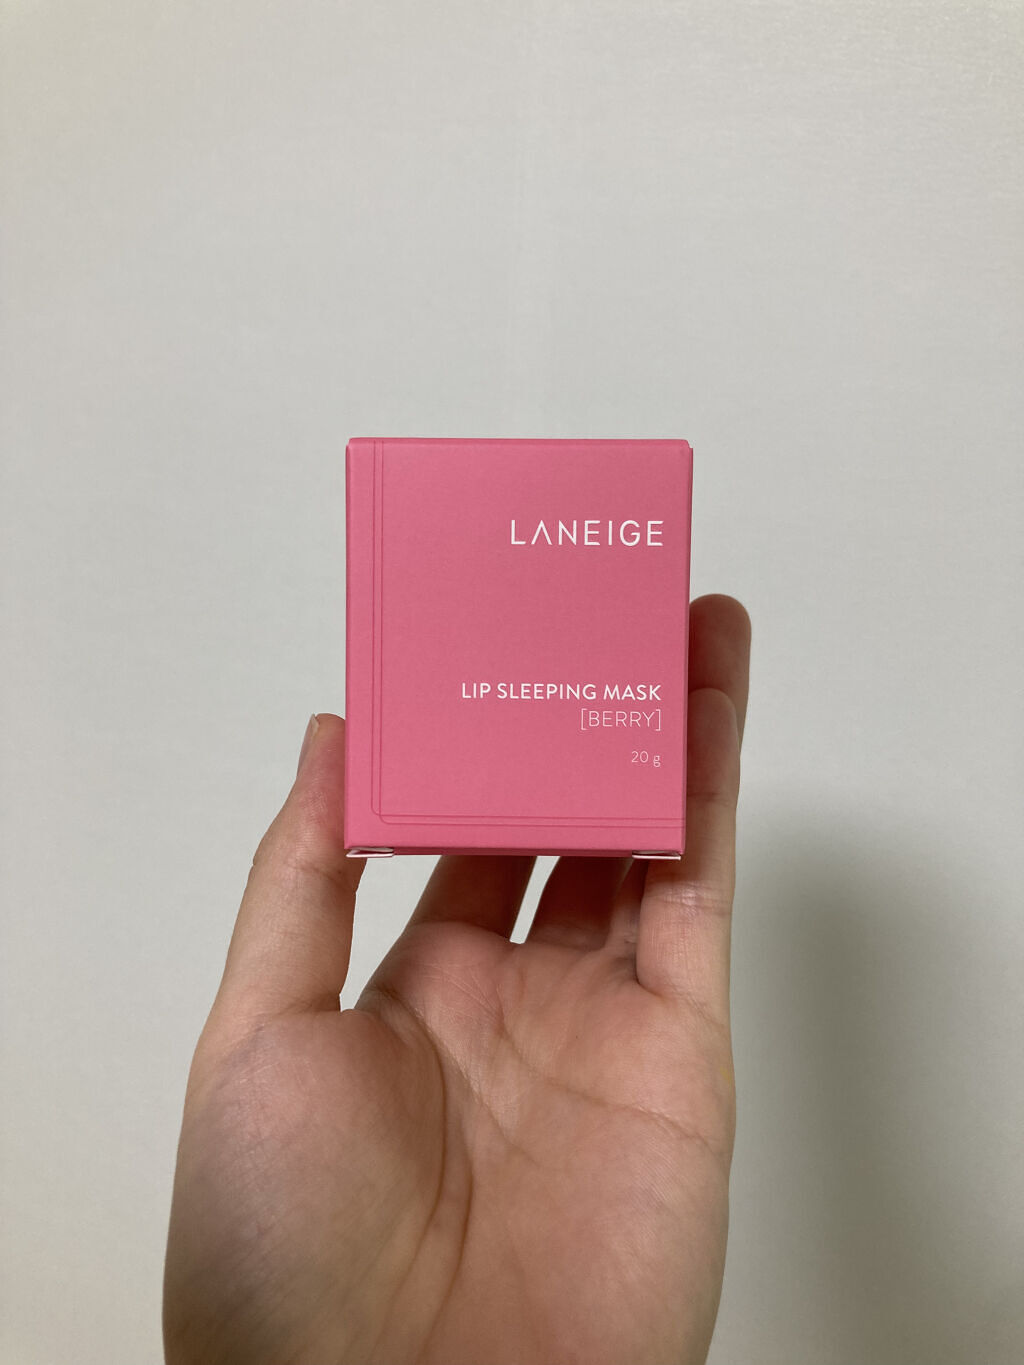 LANEIGE
LIP SLEEPING MASK
[BERRY]
20 g